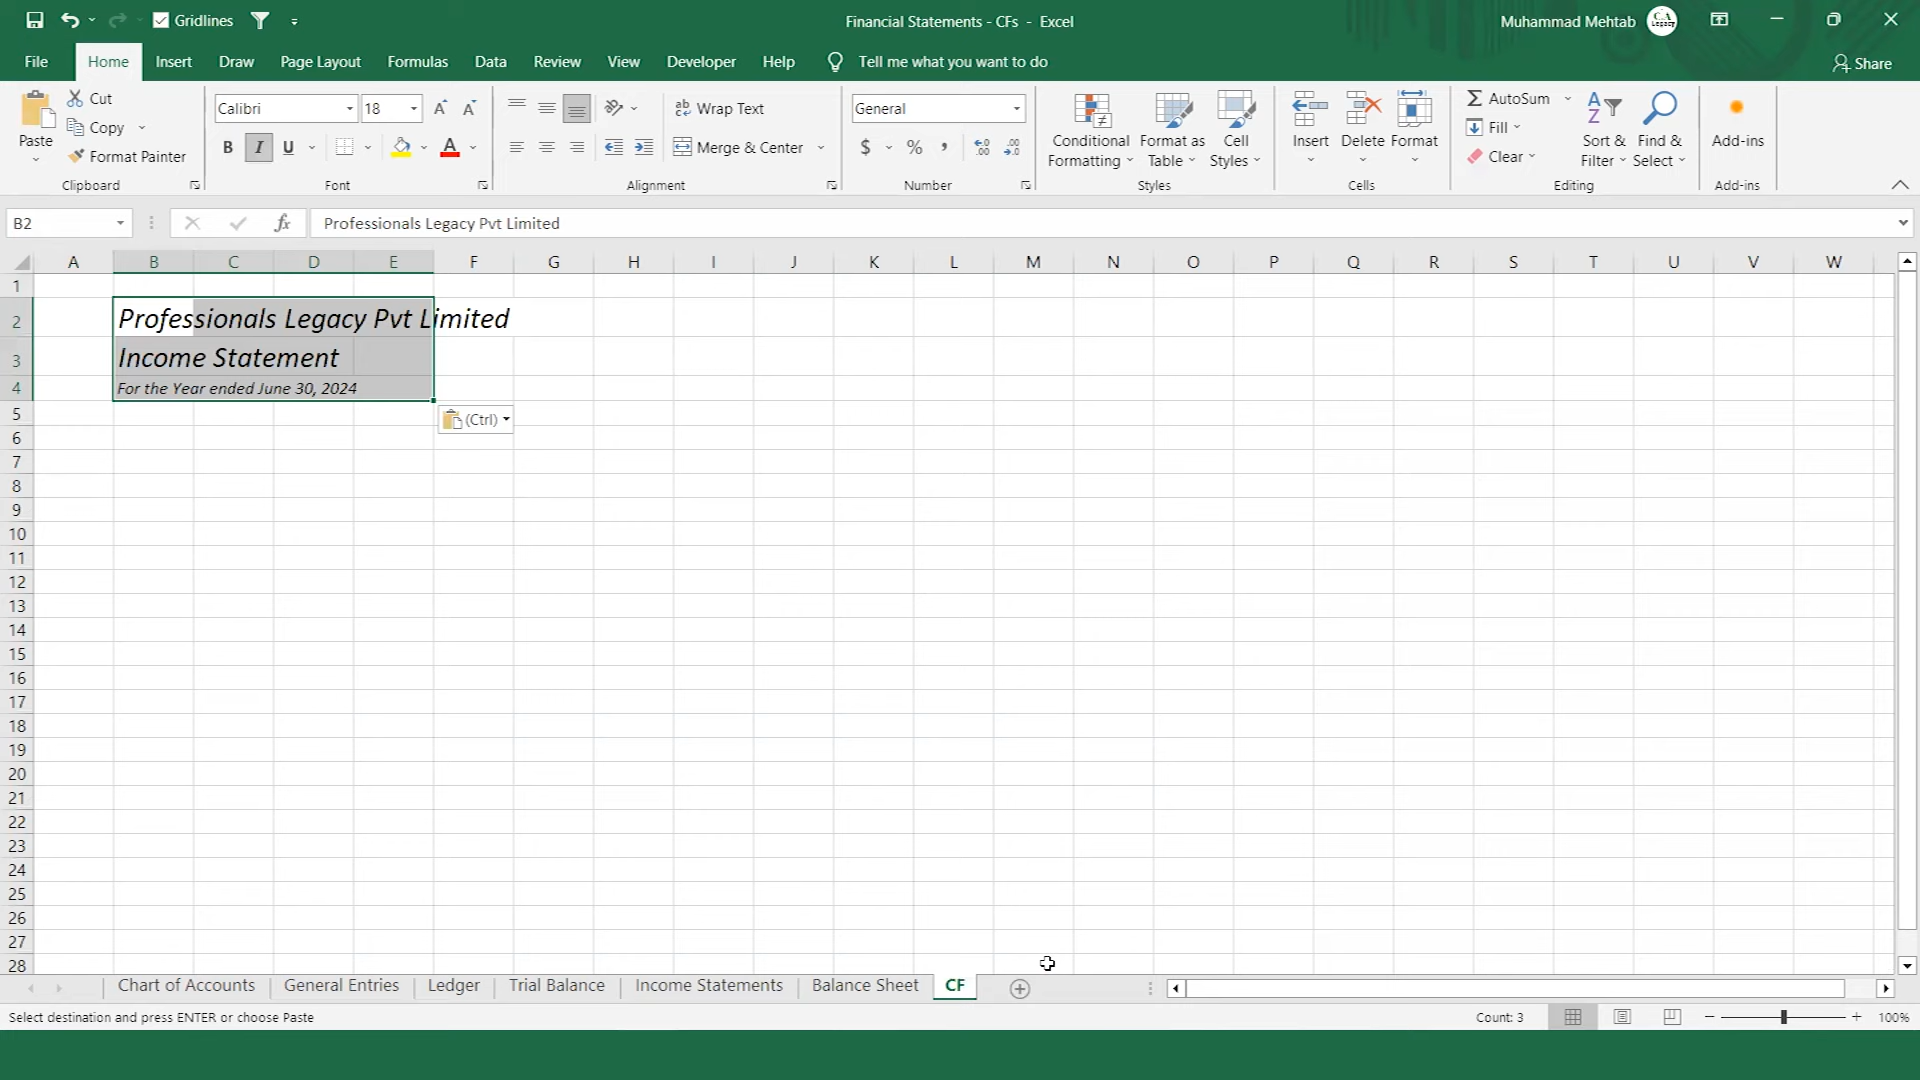 Gridlines
Financial Statements - CFs - Excel
Muhammad Mehtab
File Home Insert Draw Page Layout Formulas Data Review View Developer Help Tell me what you want to do
Share
Paste
Cut
Copy
Format Painter
Clipboard
Calibri 18
B I U
Font
Wrap Text
Merge & Center
Alignment
General
$ % ,
Number
Conditional Formatting
Format as Table
Cell Styles
Styles
Insert Delete Format
Cells
AutoSum
Fill
Clear
Sort & Filter
Find & Select
Editing
Add-ins
Add-ins
B2 fx Professionals Legacy Pvt Limited
A B C D E F G H I J K L M N O P Q R S T U V W
1
2 Professionals Legacy Pvt Limited
3 Income Statement
4 For the Year ended June 30, 2024
5 (Ctrl)
6
7
8
9
10
11
12
13
14
15
16
17
18
19
20
21
22
23
24
25
26
27
28
Chart of Accounts General Entries Ledger Trial Balance Income Statements Balance Sheet CF
Select destination and press ENTER or choose Paste
Count: 3
100%